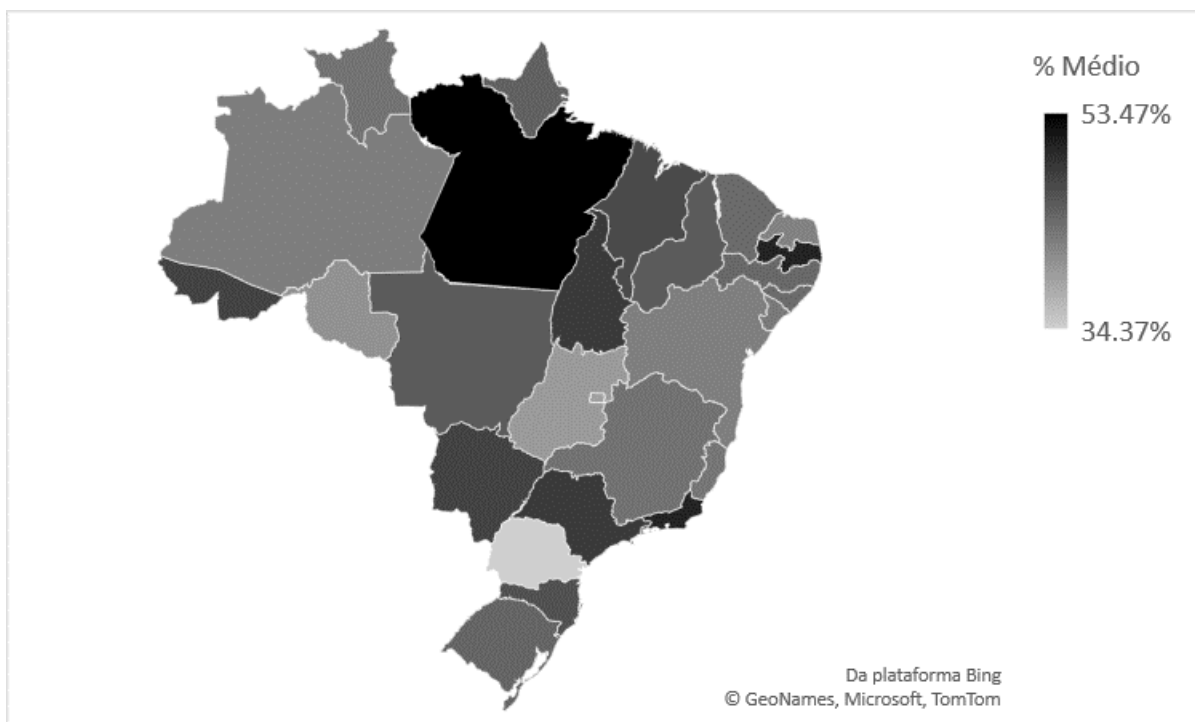 % Médio
53.47%
34.37%
Da plataforma Bing
© GeoNames, Microsoft, TomTom